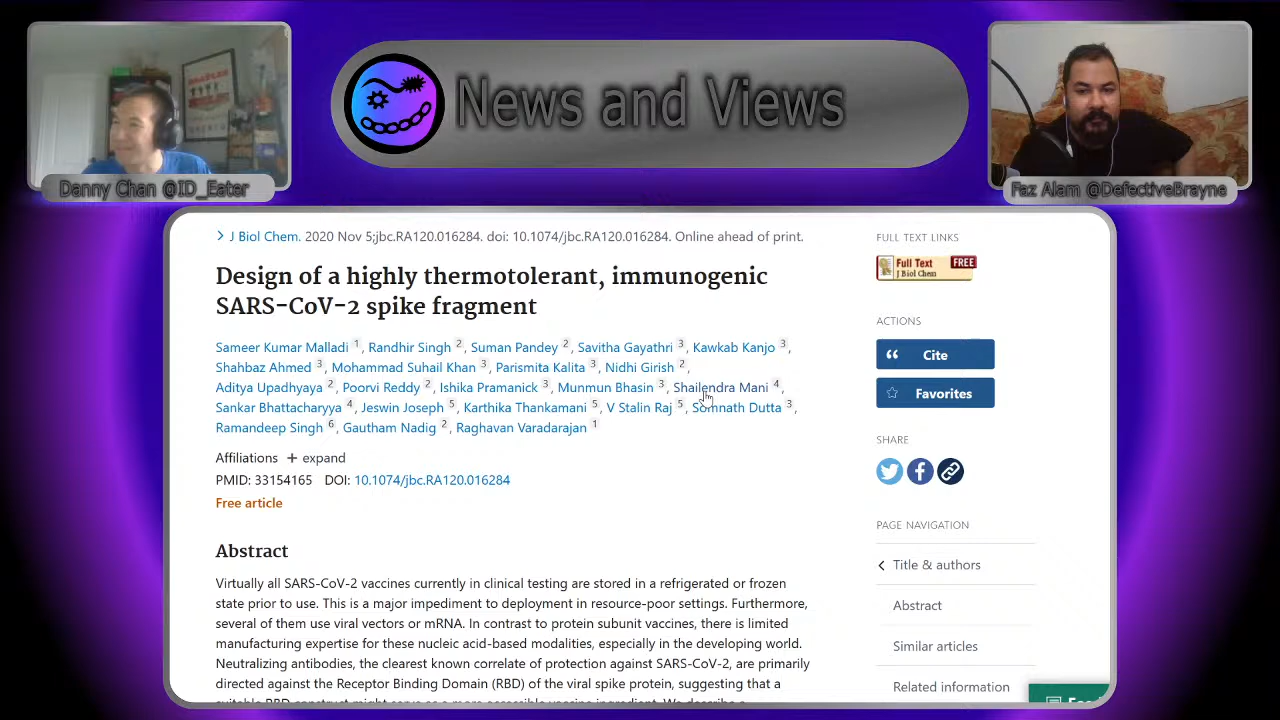 News and Views
Danny Chan @ID_Eater
Faz Alam @DefectiveBrayne
J Biol Chem. 2020 Nov 5;jbc.RA120.016284. doi: 10.1074/jbc.RA120.016284. Online ahead of print.
Design of a highly thermotolerant, immunogenic
SARS-CoV-2 spike fragment
Sameer Kumar Malladi 1, Randhir Singh 2, Suman Pandey 2, Savitha Gayathri 3, Kawkab Kanjo 3,
Shahbaz Ahmed 3, Mohammad Suhail Khan 3, Parismita Kalita 3, Nidhi Girish 2,
Aditya Upadhyaya 2, Poorvi Reddy 2, Ishika Pramanick 3, Munmun Bhasin 3, Shailendra Mani 4,
Sankar Bhattacharyya 4, Jeswin Joseph 5, Karthika Thankamani 5, V Stalin Raj 5, Somnath Dutta 3,
Ramandeep Singh 6, Gautham Nadig 2, Raghavan Varadarajan 1
Affiliations + expand
PMID: 33154165 DOI: 10.1074/jbc.RA120.016284
Free article
Abstract
Virtually all SARS-CoV-2 vaccines currently in clinical testing are stored in a refrigerated or frozen
state prior to use. This is a major impediment to deployment in resource-poor settings. Furthermore,
several of them use viral vectors or mRNA. In contrast to protein subunit vaccines, there is limited
manufacturing expertise for these nucleic acid-based modalities, especially in the developing world.
Neutralizing antibodies, the clearest known correlate of protection against SARS-CoV-2, are primarily
directed against the Receptor Binding Domain (RBD) of the viral spike protein, suggesting that a
FULL TEXT LINKS
Full Text FREE
J Biol Chem
ACTIONS
Cite
Favorites
SHARE
PAGE NAVIGATION
Title & authors
Abstract
Similar articles
Related information